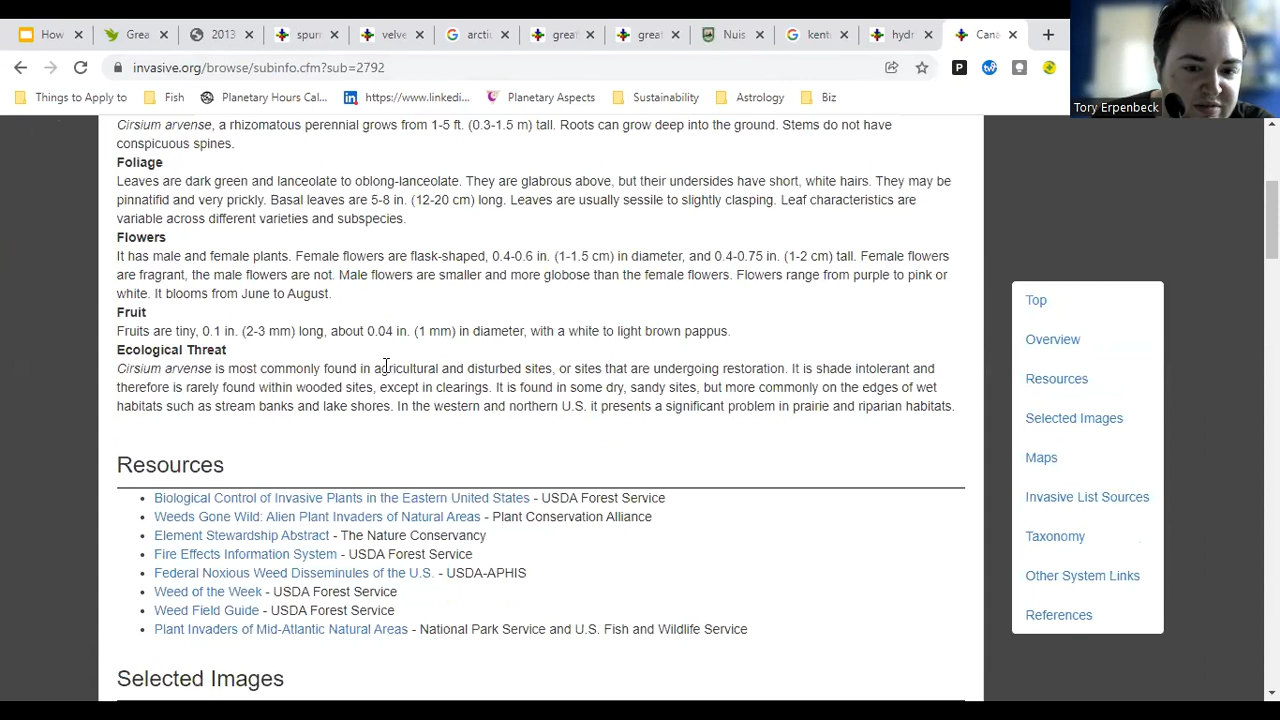 How
Grea
2013
spurr
velve
arctiu
great
great
Nuis
kentu
hydr
Cana
invasive.org/browse/subinfo.cfm?sub=2792
Things to Apply to
Fish
Planetary Hours Cal...
https://www.linkedi...
Planetary Aspects
Sustainability
Astrology
Biz
Tory Erpenbeck
Cirsium arvense, a rhizomatous perennial grows from 1-5 ft. (0.3-1.5 m) tall. Roots can grow deep into the ground. Stems do not have
conspicuous spines.
Foliage
Leaves are dark green and lanceolate to oblong-lanceolate. They are glabrous above, but their undersides have short, white hairs. They may be
pinnatifid and very prickly. Basal leaves are 5-8 in. (12-20 cm) long. Leaves are usually sessile to slightly clasping. Leaf characteristics are
variable across different varieties and subspecies.
Flowers
It has male and female plants. Female flowers are flask-shaped, 0.4-0.6 in. (1-1.5 cm) in diameter, and 0.4-0.75 in. (1-2 cm) tall. Female flowers
are fragrant, the male flowers are not. Male flowers are smaller and more globose than the female flowers. Flowers range from purple to pink or
white. It blooms from June to August.
Fruit
Fruits are tiny, 0.1 in. (2-3 mm) long, about 0.04 in. (1 mm) in diameter, with a white to light brown pappus.
Ecological Threat
Cirsium arvense is most commonly found in agricultural and disturbed sites, or sites that are undergoing restoration. It is shade intolerant and
therefore is rarely found within wooded sites, except in clearings. It is found in some dry, sandy sites, but more commonly on the edges of wet
habitats such as stream banks and lake shores. In the western and northern U.S. it presents a significant problem in prairie and riparian habitats.
Resources
Biological Control of Invasive Plants in the Eastern United States - USDA Forest Service
Weeds Gone Wild: Alien Plant Invaders of Natural Areas - Plant Conservation Alliance
Element Stewardship Abstract - The Nature Conservancy
Fire Effects Information System - USDA Forest Service
Federal Noxious Weed Disseminules of the U.S. - USDA-APHIS
Weed of the Week - USDA Forest Service
Weed Field Guide - USDA Forest Service
Plant Invaders of Mid-Atlantic Natural Areas - National Park Service and U.S. Fish and Wildlife Service
Selected Images
Top
Overview
Resources
Selected Images
Maps
Invasive List Sources
Taxonomy
Other System Links
References